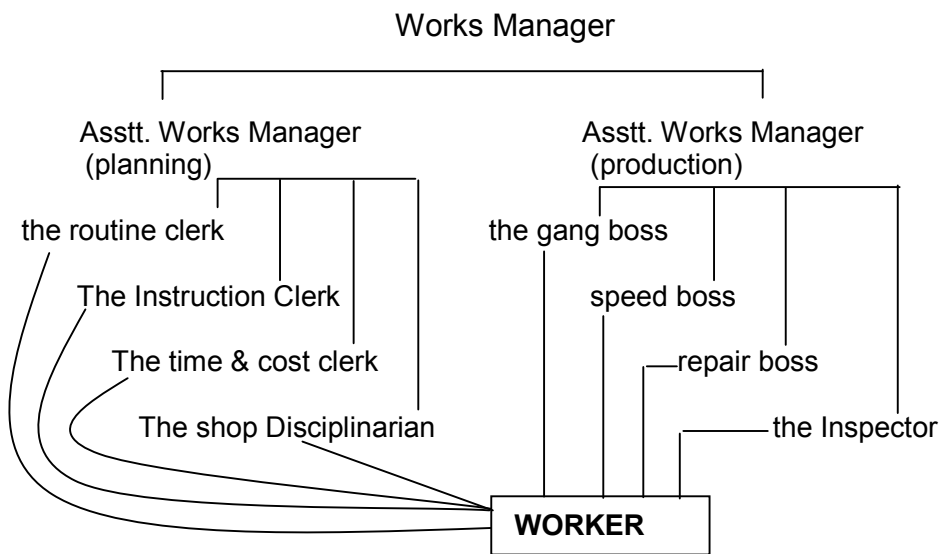 Works Manager
Asstt. Works Manager
(planning)
Asstt. Works Manager
(production)
the routine clerk
the gang boss
The Instruction Clerk
speed boss
The time & cost clerk
repair boss
The shop Disciplinarian
the Inspector
WORKER